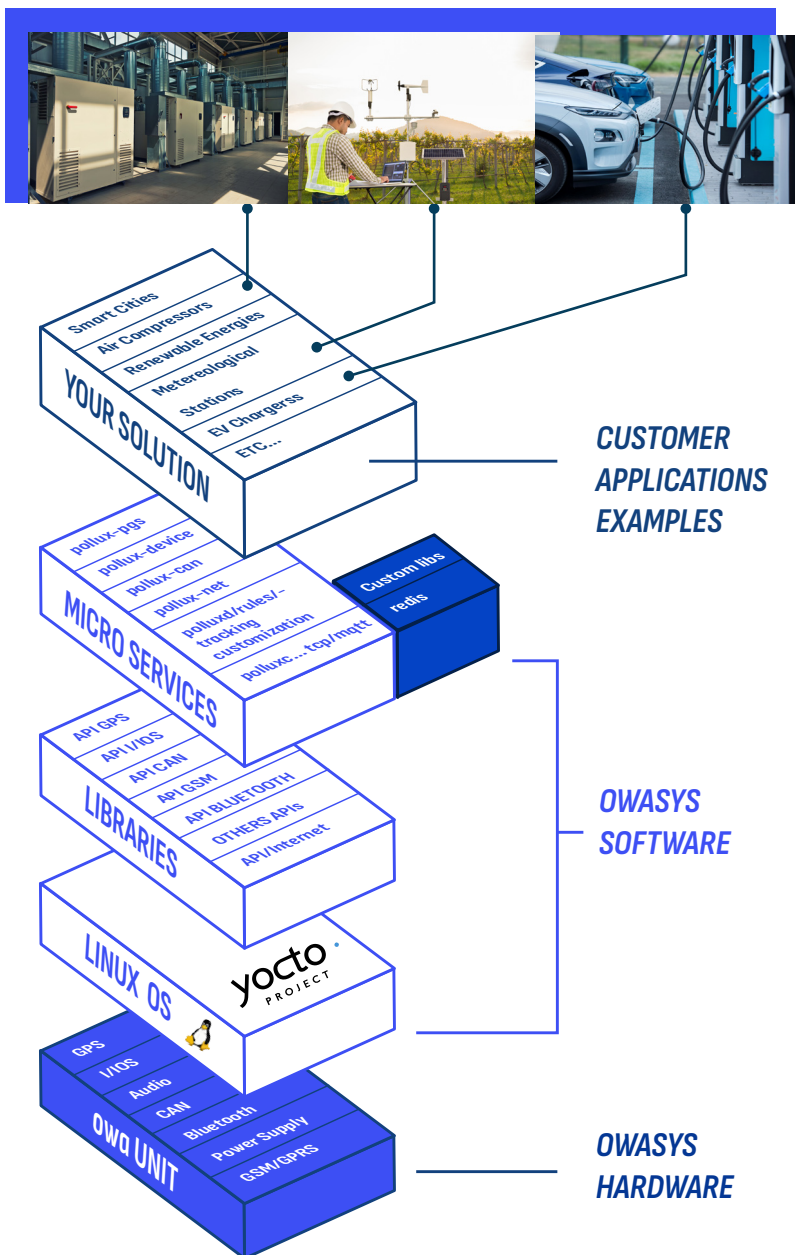 Smart Cities
Air Compressors
Renewable Energies
Metereological
Stations
EV Chargerss
ETC...
YOUR SOLUTION
CUSTOMER
APPLICATIONS
EXAMPLES
pollux-pgs
pollux-device
pollux-can
pollux-net
polluxd/rules/-
tracking
customization
polluxc...tcp/mqtt
MICRO SERVICES
Custom libs
redis
API GPS
API I/IOS
API CAN
API GSM
API BLUETOOTH
OTHERS APIs
API/Internet
LIBRARIES
OWASYS
SOFTWARE
yocto
PROJECT
LINUX OS
GPS
I/IOS
Audio
CAN
Bluetooth
Power Supply
GSM/GPRS
owa UNIT
OWASYS
HARDWARE